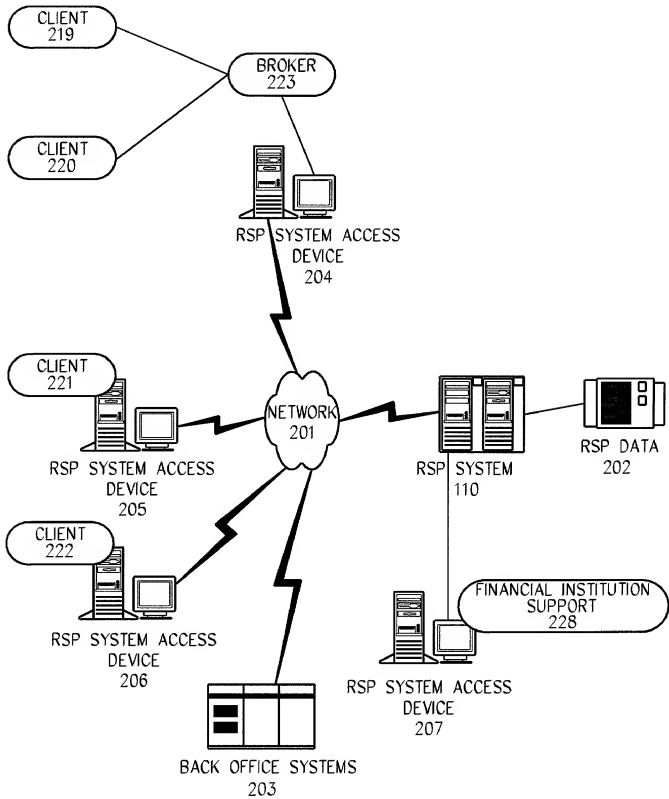 CLIENT
219
BROKER
223
CLIENT
220
RSP SYSTEM ACCESS
DEVICE
204
CLIENT
221
RSP SYSTEM ACCESS
DEVICE
205
NETWORK
201
RSP SYSTEM
110
RSP DATA
202
CLIENT
222
RSP SYSTEM ACCESS
DEVICE
206
FINANCIAL INSTITUTION
SUPPORT
228
RSP SYSTEM ACCESS
DEVICE
207
BACK OFFICE SYSTEMS
203